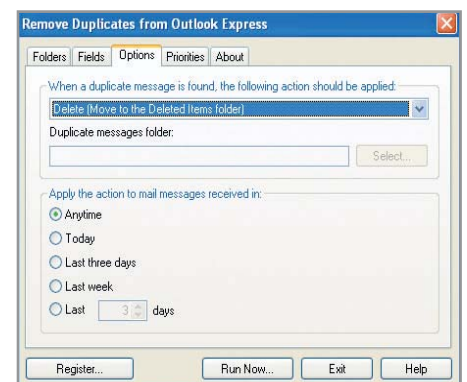 Remove Duplicates from Outlook Express
Folders Fields Options Priorities About
When a duplicate message is found, the following action should be applied:
Delete (Move to the Deleted Items folder)
Duplicate messages folder:
Select...
Apply the action to mail messages received in:
Anytime
Today
Last three days
Last week
Last 3 days
Register... Run Now... Exit Help